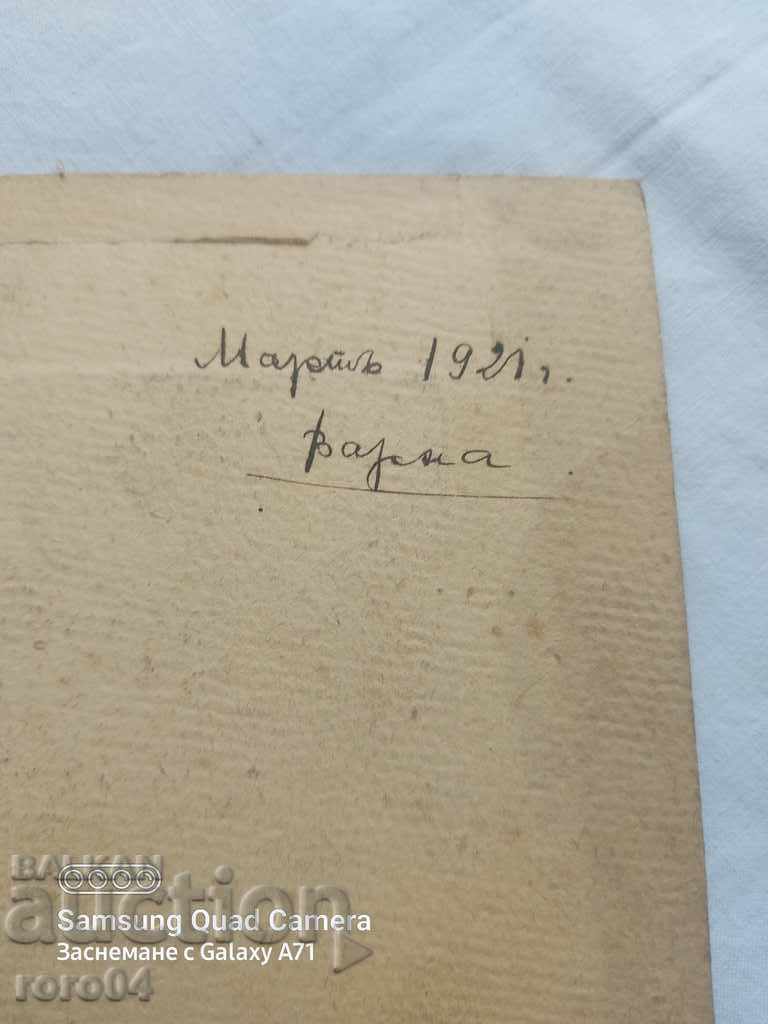 Мартъ 1921 г.
Варна
BALKAN
auction
Samsung Quad Camera
Заснемане с Galaxy A71
roro04